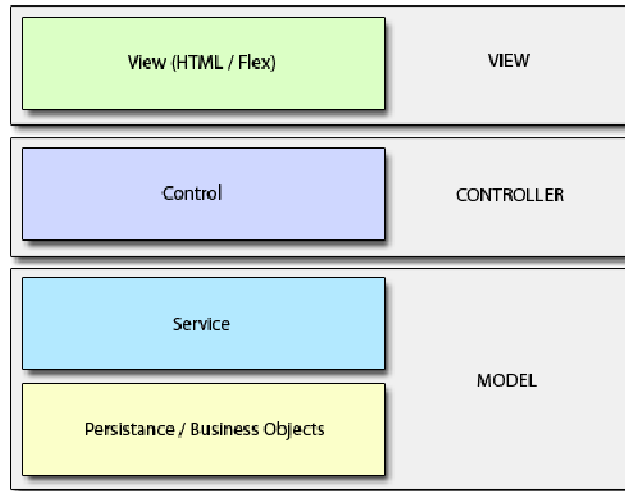 View (HTML / Flex)
VIEW
Control
CONTROLLER
Service
MODEL
Persistance / Business Objects